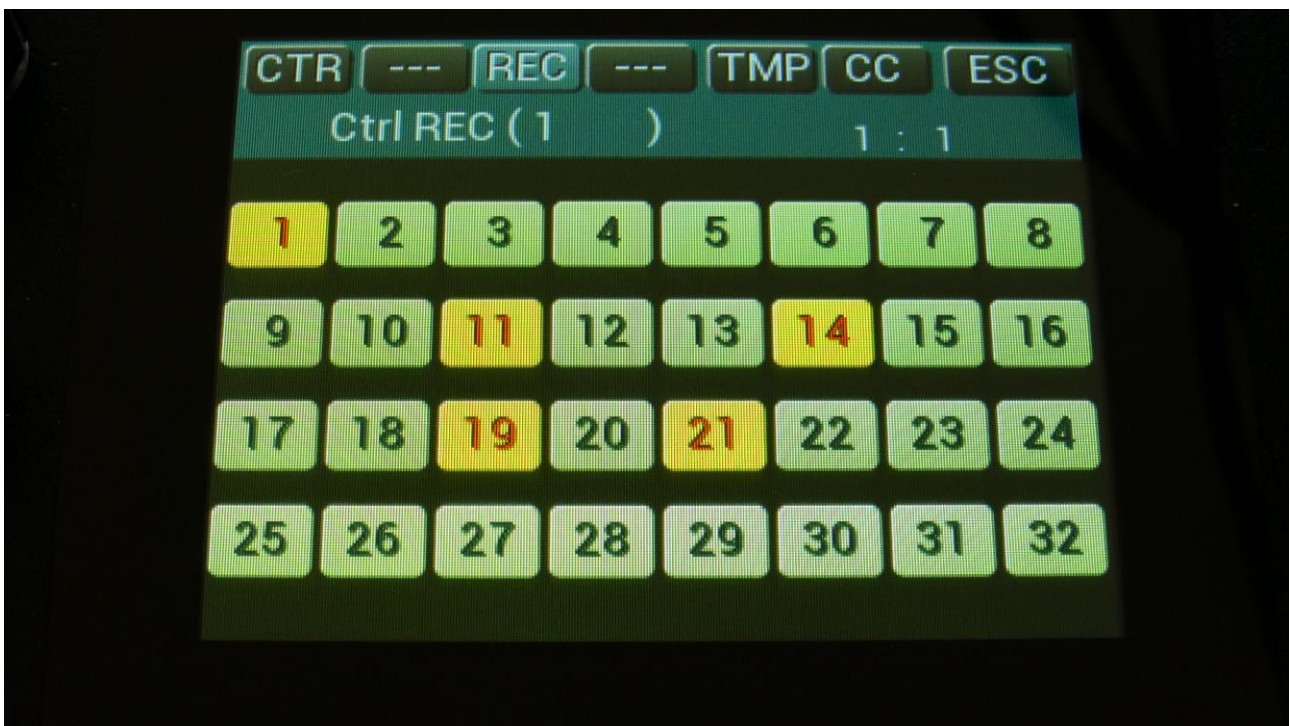 CTR --- REC --- TMP CC ESC
Ctrl REC ( 1 ) 1 : 1
1 2 3 4 5 6 7 8
9 10 11 12 13 14 15 16
17 18 19 20 21 22 23 24
25 26 27 28 29 30 31 32